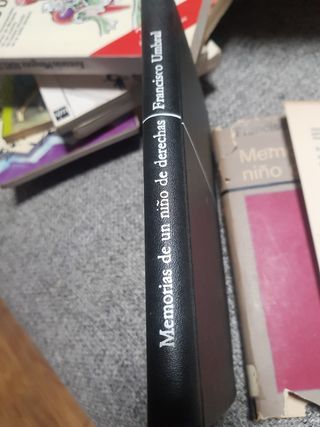 Memorias de un niño de derechas / Francisco Umbral
Mem
niño